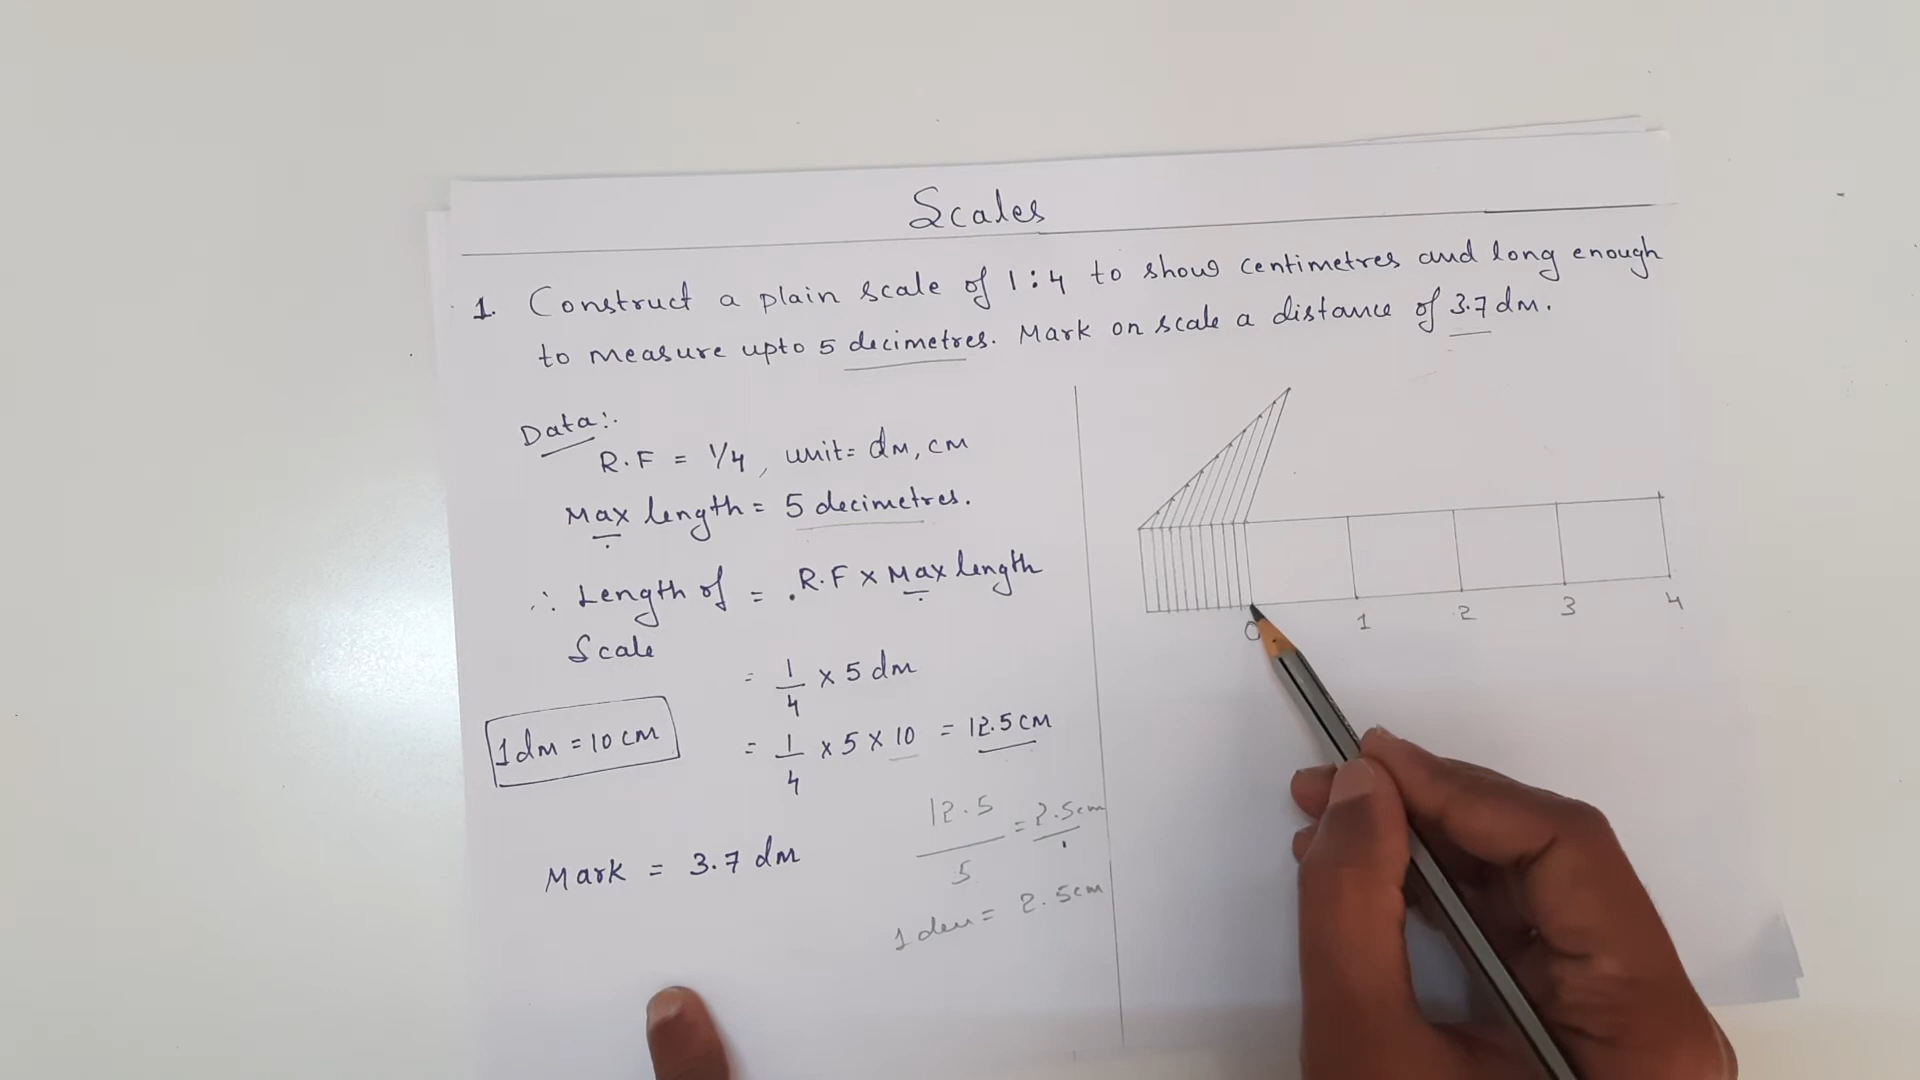 Scales
1. Construct a plain scale of 1:4 to show centimetres and long enough
to measure upto 5 decimetres. Mark on scale a distance of 3.7 dm.
Data:
R.F = 1/4, unit= dm, cm
Max length = 5 decimetres.
∴ Length of Scale = R.F x Max length
= 1/4 x 5 dm
1dm = 10 cm
= 1/4 x 5 x 10 = 12.5 cm
12.5/5 = 2.5cm
Mark = 3.7 dm
1 dm = 2.5cm
0 1 2 3 4